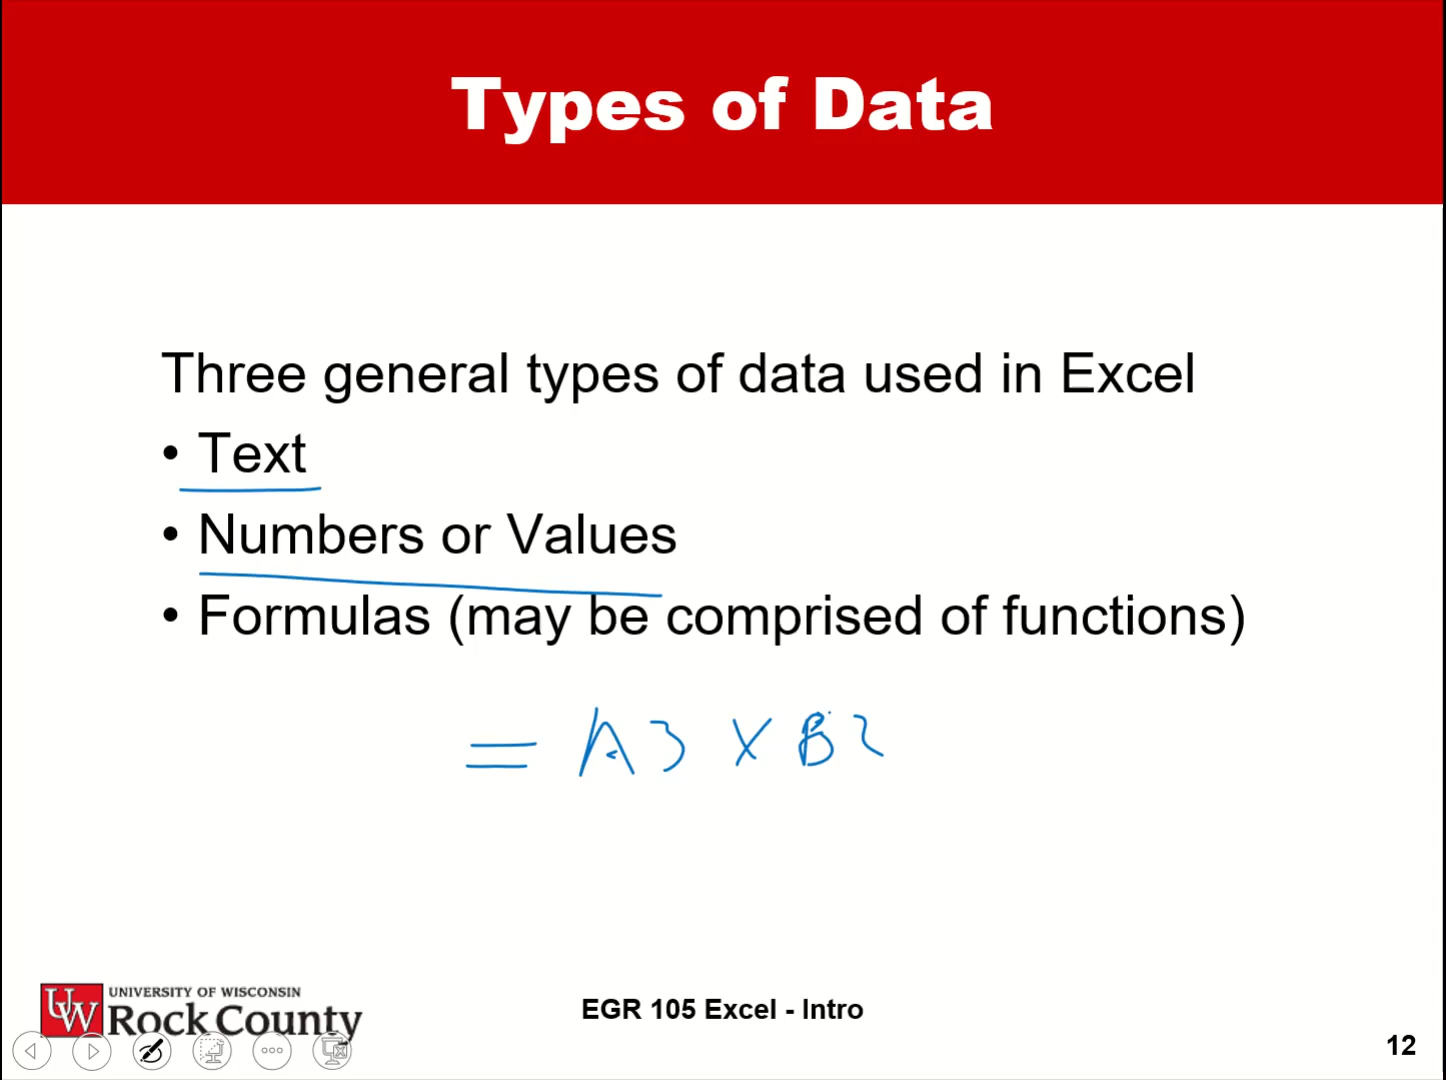 Types of Data
Three general types of data used in Excel
• Text
• Numbers or Values
• Formulas (may be comprised of functions)
= A3 X B2
UW UNIVERSITY OF WISCONSIN
Rock County
EGR 105 Excel - Intro
12